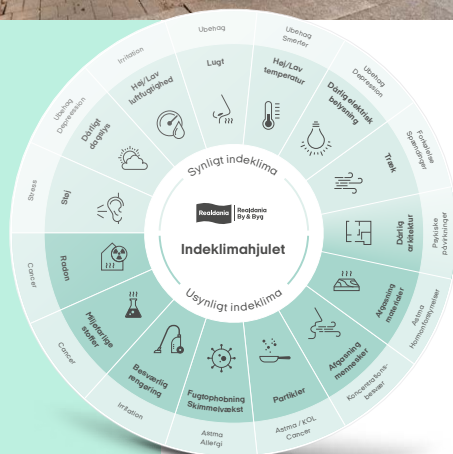 Synligt indeklima
Realdania
Realdania
By & Byg
Indeklimahjulet
Usynligt indeklima
Ubehag
Lugt
Ubehag
Smerter
Høj/Lav
temperatur
Ubehag
Depression
Dårlig elektrisk
belysning
Forkølelse
Spændinger
Træk
Psykiske
påvirkninger
Dårlig
arkitektur
Astma
Hormonforstyrrelser
Afgasning
materialer
Koncentrations-
besvær
Afgasning
mennesker
Astma / KOL
Cancer
Partikler
Astma
Allergi
Fugtophobning
Skimmelvækst
Irritation
Besværlig
rengøring
Cancer
Miljøfarlige
stoffer
Cancer
Radon
Stress
Støj
Ubehag
Depression
Dårligt
dagslys
Irritation
Høj/Lav
luftfugtighed